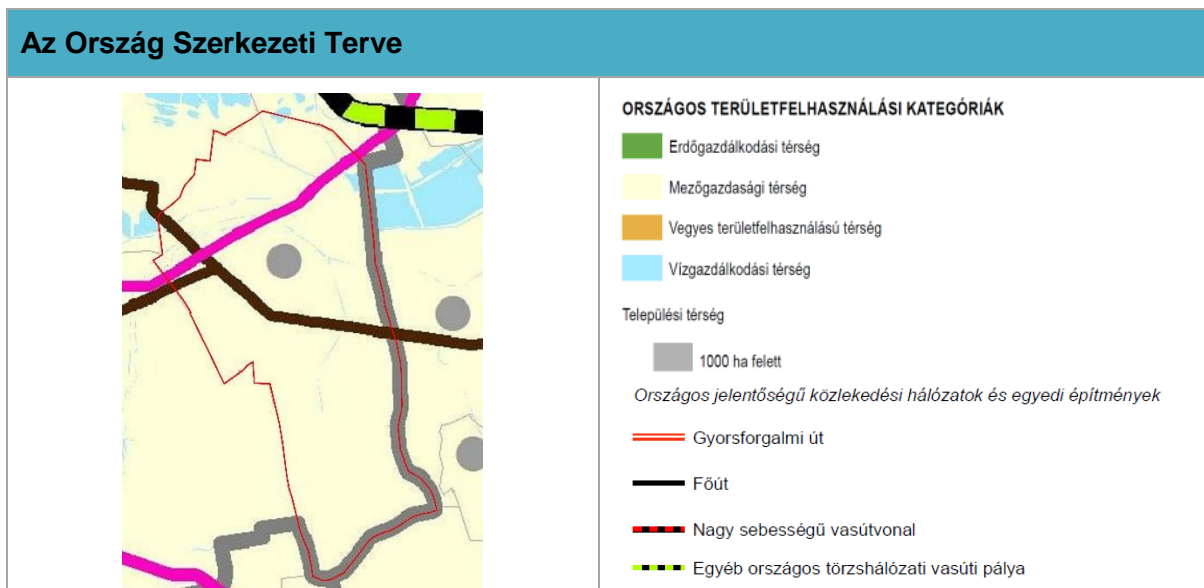 Az Ország Szerkezeti Terve
ORSZÁGOS TERÜLETFELHASZNÁLÁSI KATEGÓRIÁK
Erdőgazdálkodási térség
Mezőgazdasági térség
Vegyes területfelhasználású térség
Vízgazdálkodási térség
Települési térség
1000 ha felett
Országos jelentőségű közlekedési hálózatok és egyedi építmények
Gyorsforgalmi út
Főút
Nagy sebességű vasútvonal
Egyéb országos törzshálózati vasúti pálya